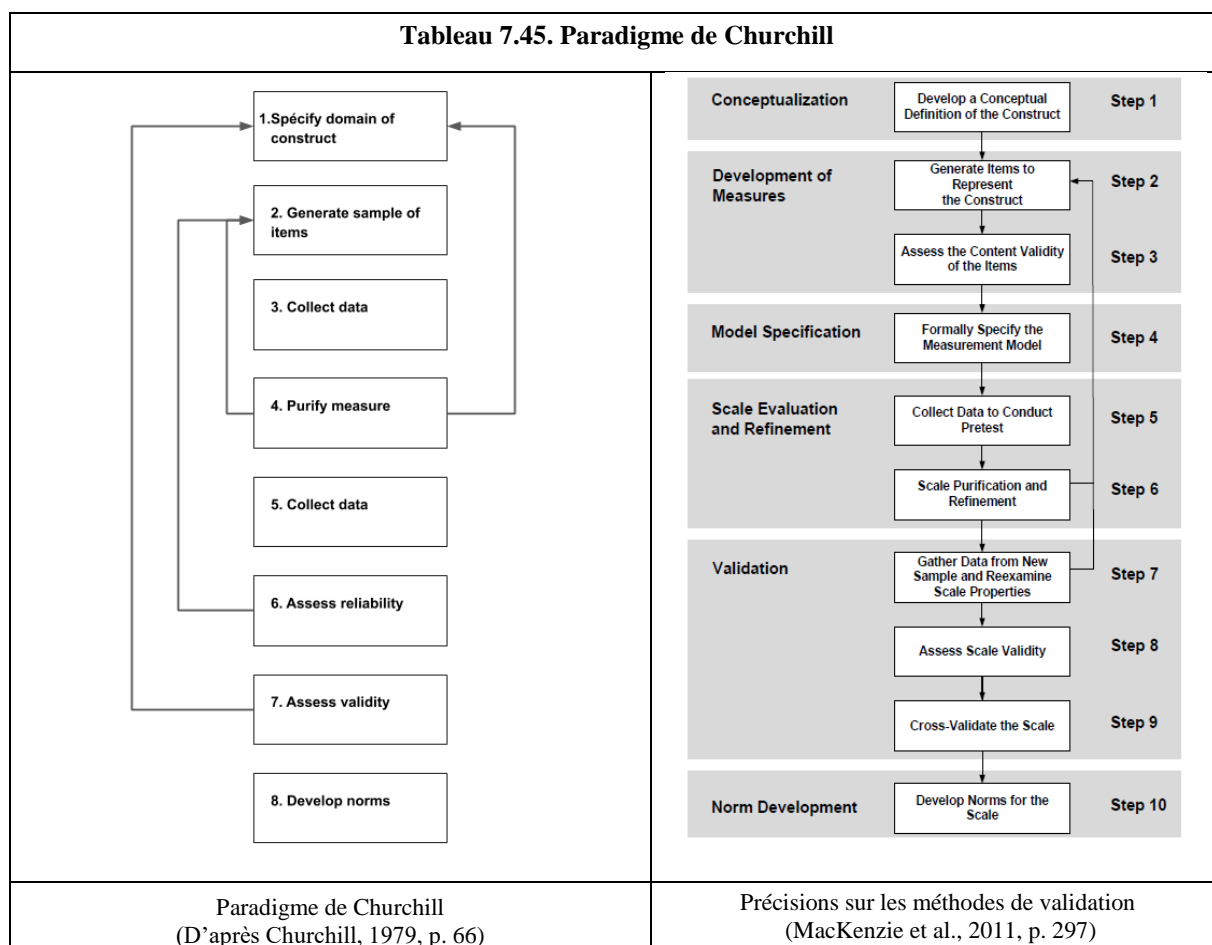 Tableau 7.45. Paradigme de Churchill
1.Spécify domain of
construct
2. Generate sample of
items
3. Collect data
4. Purify measure
5. Collect data
6. Assess reliability
7. Assess validity
8. Develop norms
Paradigme de Churchill
(D'après Churchill, 1979, p. 66)
Conceptualization
Develop a Conceptual
Definition of the Construct
Step 1
Development of
Measures
Generate Items to
Represent
the Construct
Step 2
Assess the Content Validity
of the Items
Step 3
Model Specification
Formally Specify the
Measurement Model
Step 4
Scale Evaluation
and Refinement
Collect Data to Conduct
Pretest
Step 5
Scale Purification and
Refinement
Step 6
Validation
Gather Data from New
Sample and Reexamine
Scale Properties
Step 7
Assess Scale Validity
Step 8
Cross-Validate the Scale
Step 9
Norm Development
Develop Norms for the
Scale
Step 10
Précisions sur les méthodes de validation
(MacKenzie et al., 2011, p. 297)